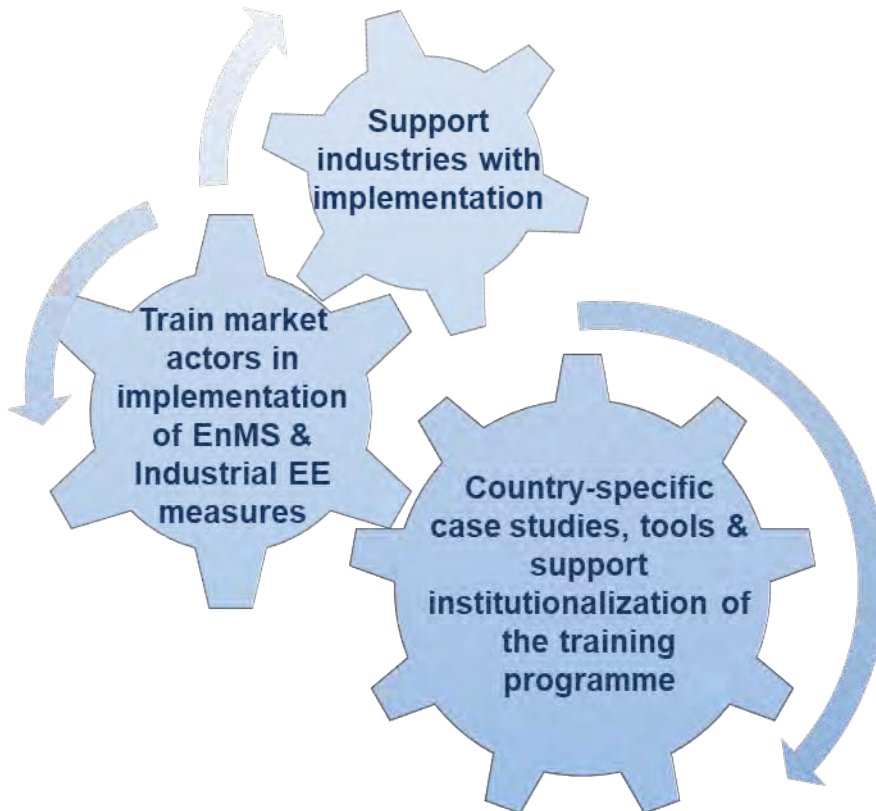 Support
industries with
implementation
Train market
actors in
implementation
of EnMS &
Industrial EE
measures
Country-specific
case studies, tools &
support
institutionalization of
the training
programme